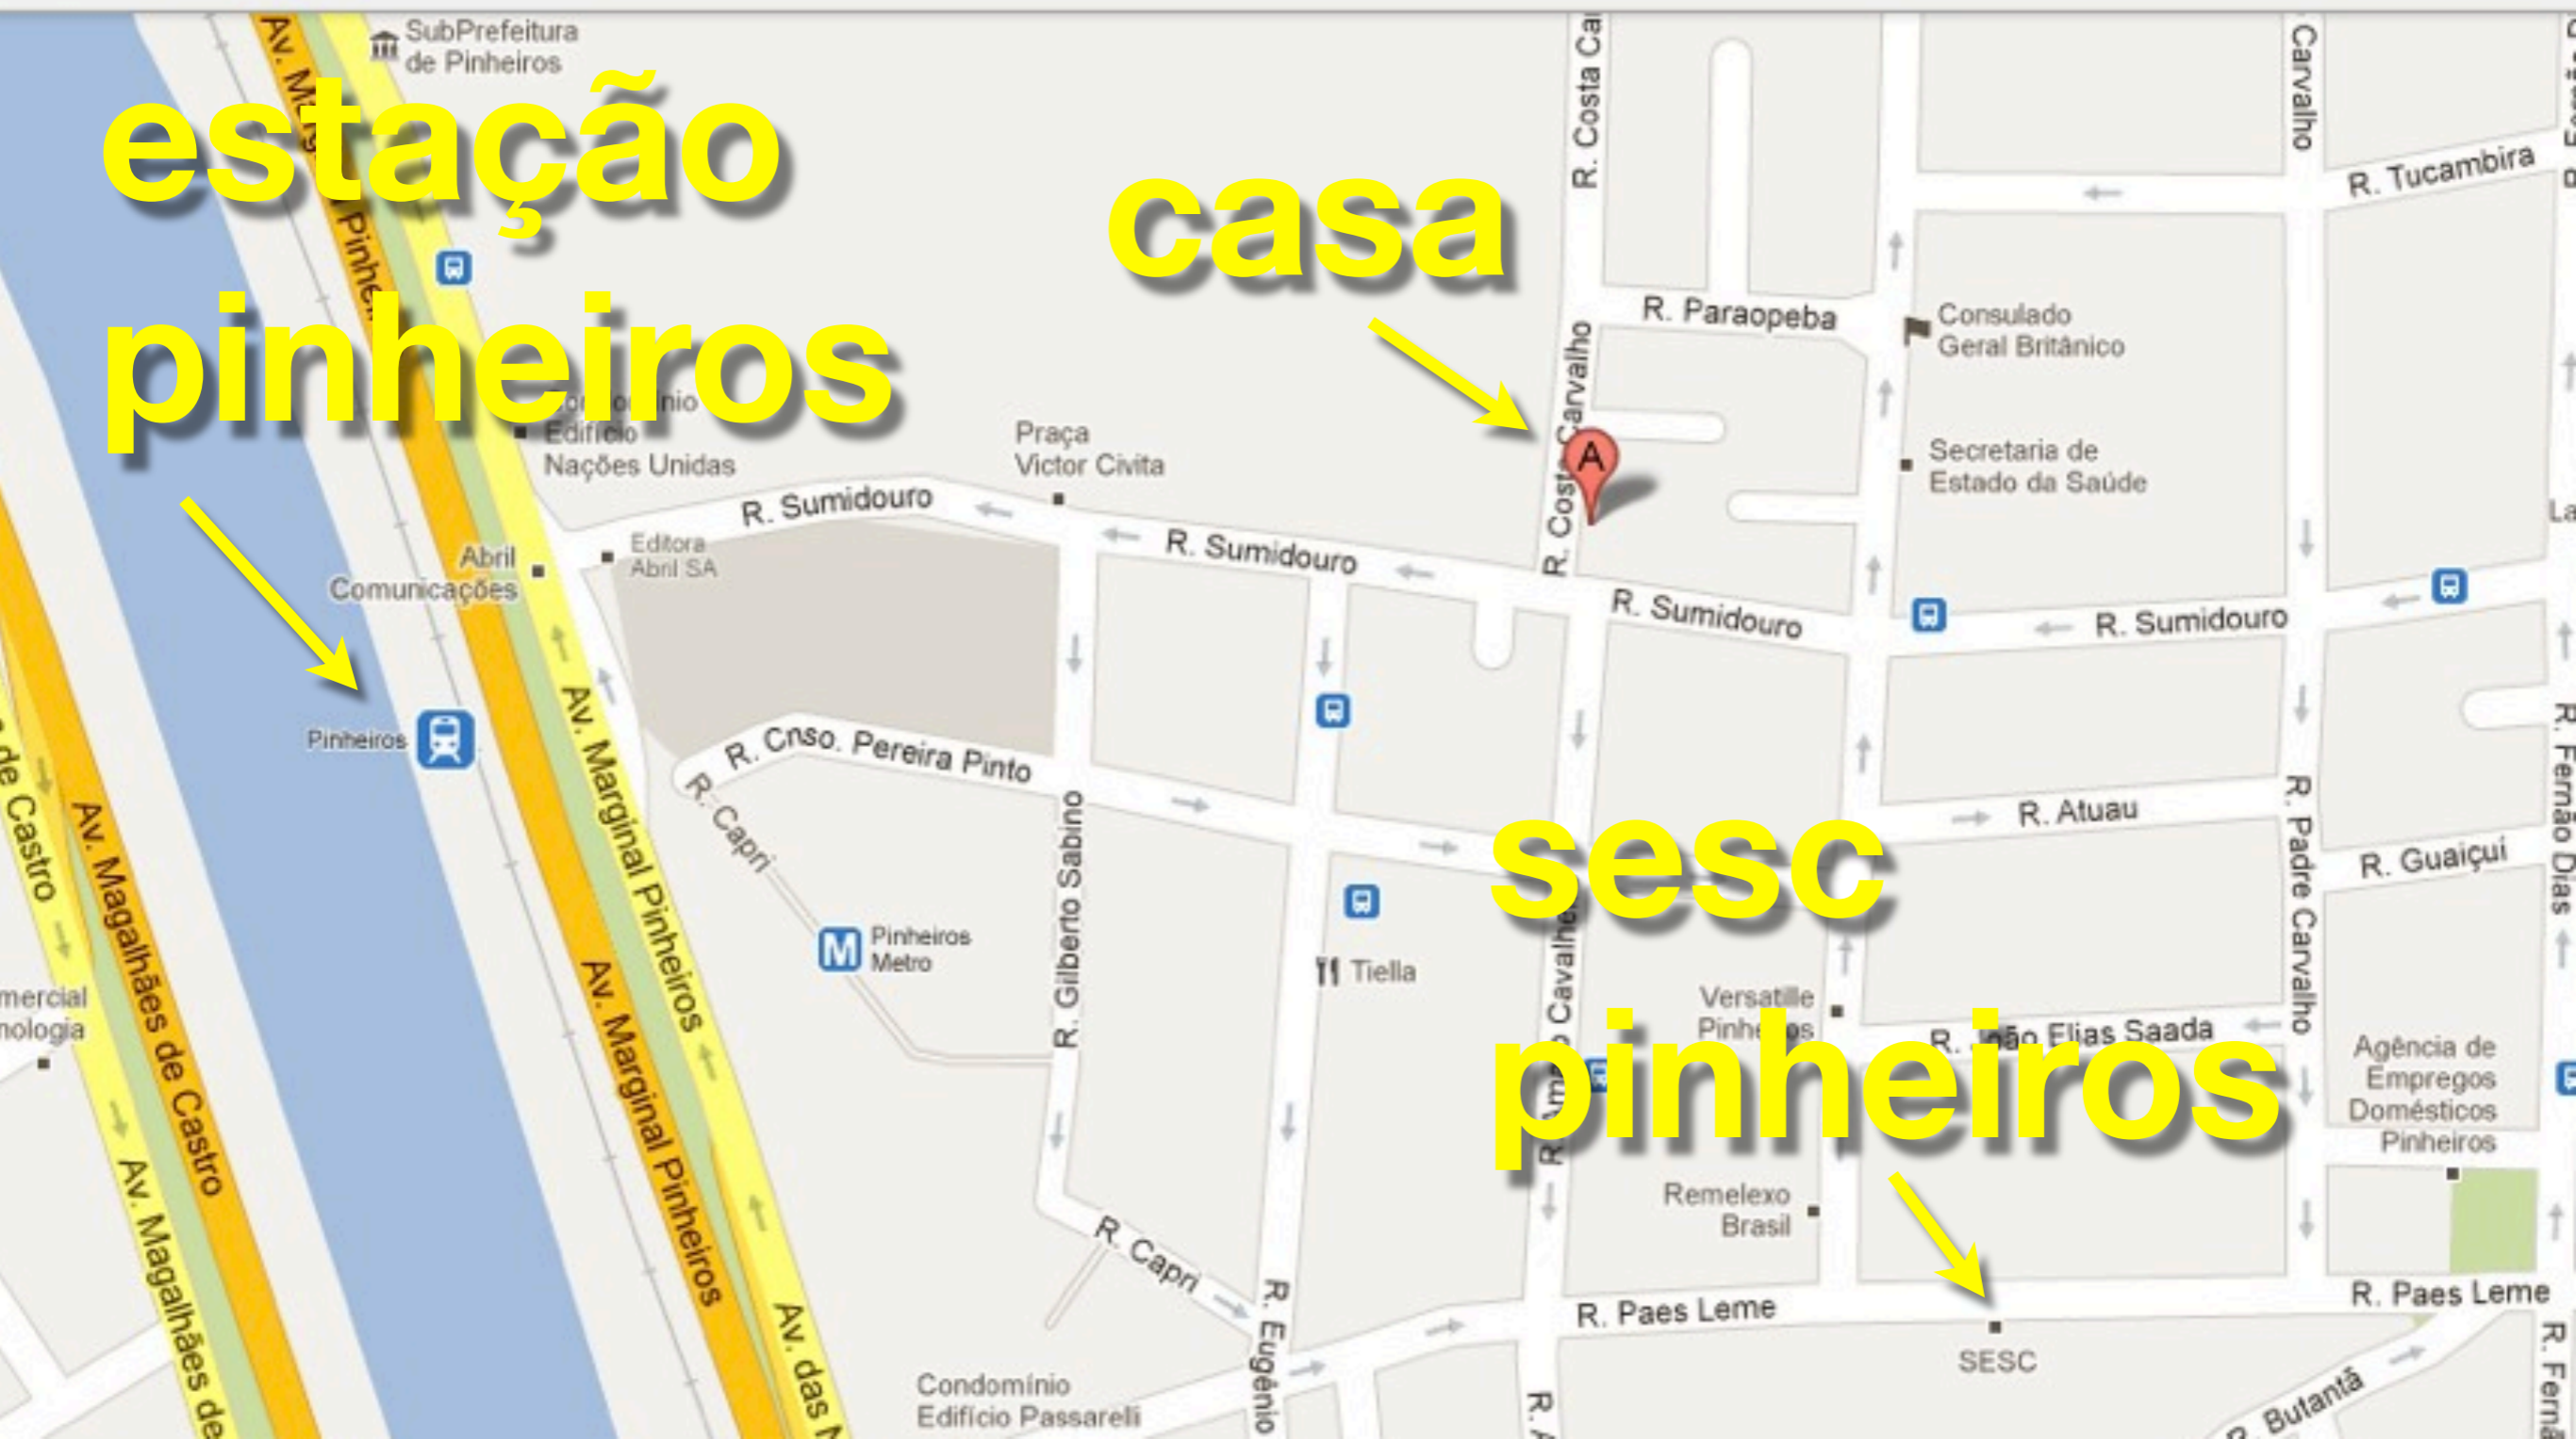 SubPrefeitura
de Pinheiros
estação
pinheiros
casa
R. Costa
Carvalho
R. Tucambira
R. Paraopeba
Consulado
Geral Britânico
Edifício
Nações Unidas
Praça
Victor Civita
R. Costa Carvalho
A
Secretaria de
Estado da Saúde
R. Sumidouro
R. Sumidouro
R. Sumidouro
R. Sumidouro
Editora
Abril SA
Abril
Comunicações
Pinheiros
Av. Marginal Pinheiros
R. Cnso. Pereira Pinto
R. Capri
M
Pinheiros
Metro
R. Gilberto Sabino
Tiella
R. Atuau
R. Padre Carvalho
R. Guaiçuí
R. Fernão Dias
sesc
pinheiros
Versatille
R. João Elias Saada
Agência de
Empregos
Domésticos
Pinheiros
Remelexo
Brasil
de Castro
Av. Magalhães de Castro
Av. Magalhães de
Av. Marginal Pinheiros
Av. das
R. Capri
R. Eugênio
R. Paes Leme
R. Paes Leme
SESC
Condomínio
Edifício Passarelli
R. Butantã